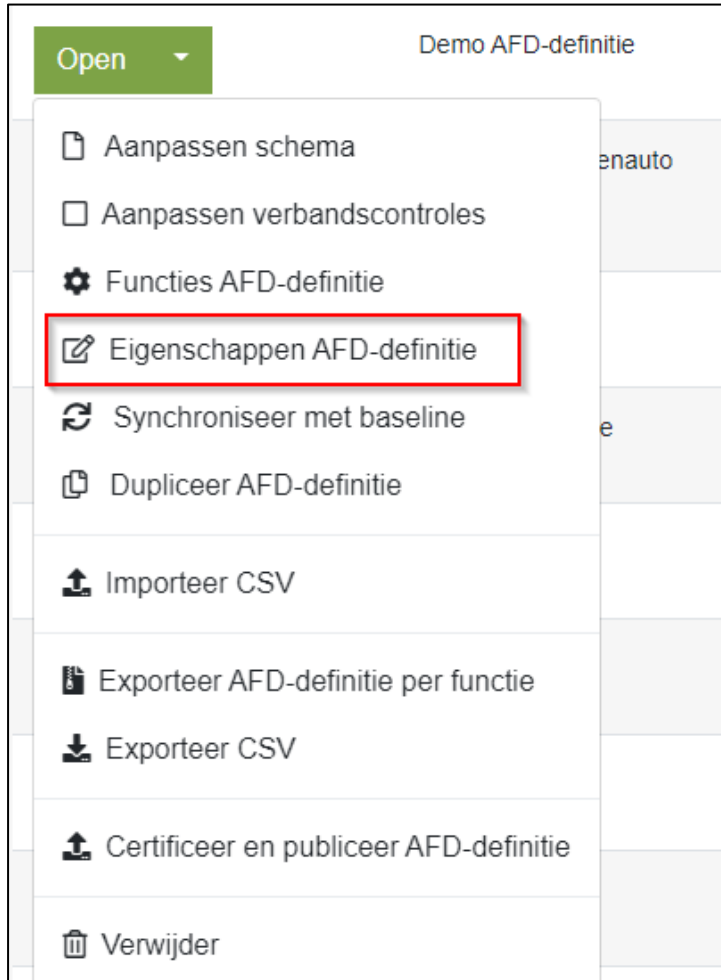 Open
Demo AFD-definitie
Aanpassen schema
enauto
Aanpassen verbandscontroles
Functies AFD-definitie
Eigenschappen AFD-definitie
Synchroniseer met baseline
e
Dupliceer AFD-definitie
Importeer CSV
Exporteer AFD-definitie per functie
Exporteer CSV
Certificeer en publiceer AFD-definitie
Verwijder